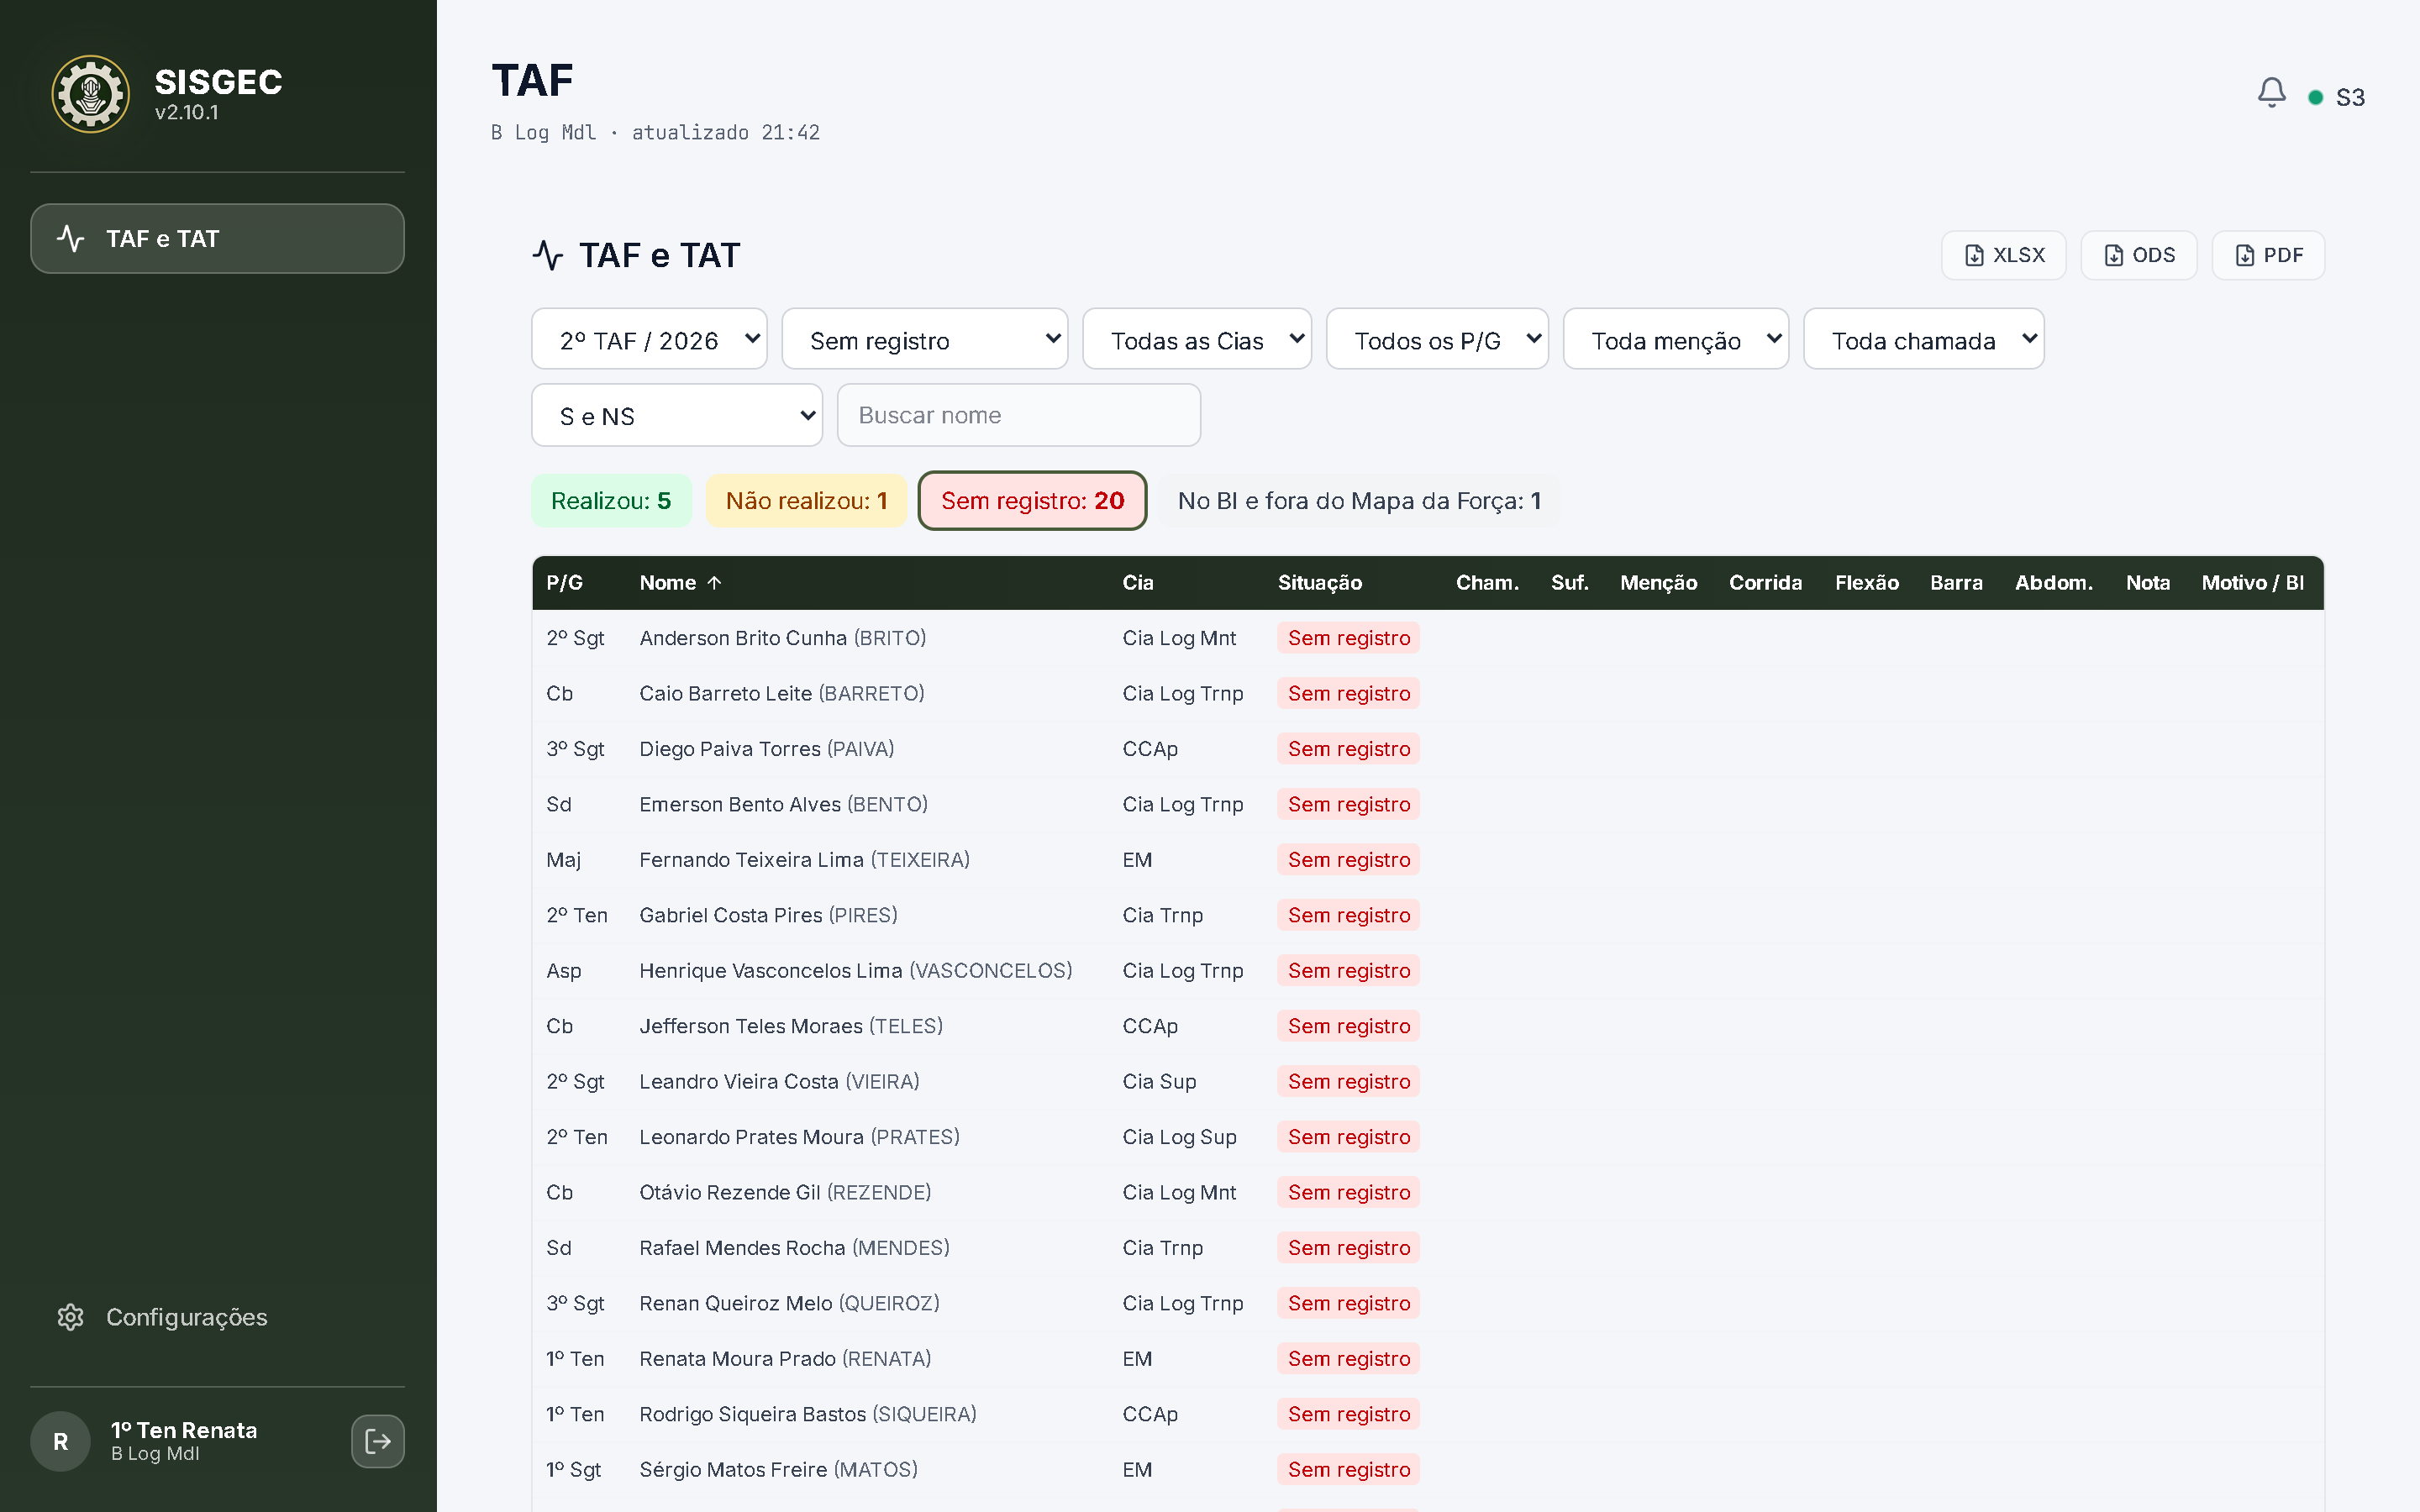 SISGEC
v2.10.1
TAF e TAT
Configurações
R
1º Ten Renata
B Log Mdl
TAF
B Log Mdl · atualizado 21:42
S3
TAF e TAT
XLSX ODS PDF
2º TAF / 2026 Sem registro Todas as Cias Todos os P/G Toda menção Toda chamada
S e NS Buscar nome
Realizou: 5 Não realizou: 1 Sem registro: 20 No BI e fora do Mapa da Força: 1
P/G Nome ↑ Cia Situação Cham. Suf. Menção Corrida Flexão Barra Abdom. Nota Motivo / BI
2º Sgt Anderson Brito Cunha (BRITO) Cia Log Mnt Sem registro
Cb Caio Barreto Leite (BARRETO) Cia Log Trnp Sem registro
3º Sgt Diego Paiva Torres (PAIVA) CCAp Sem registro
Sd Emerson Bento Alves (BENTO) Cia Log Trnp Sem registro
Maj Fernando Teixeira Lima (TEIXEIRA) EM Sem registro
2º Ten Gabriel Costa Pires (PIRES) Cia Trnp Sem registro
Asp Henrique Vasconcelos Lima (VASCONCELOS) Cia Log Trnp Sem registro
Cb Jefferson Teles Moraes (TELES) CCAp Sem registro
2º Sgt Leandro Vieira Costa (VIEIRA) Cia Sup Sem registro
2º Ten Leonardo Prates Moura (PRATES) Cia Log Sup Sem registro
Cb Otávio Rezende Gil (REZENDE) Cia Log Mnt Sem registro
Sd Rafael Mendes Rocha (MENDES) Cia Trnp Sem registro
3º Sgt Renan Queiroz Melo (QUEIROZ) Cia Log Trnp Sem registro
1º Ten Renata Moura Prado (RENATA) EM Sem registro
1º Ten Rodrigo Siqueira Bastos (SIQUEIRA) CCAp Sem registro
1º Sgt Sérgio Matos Freire (MATOS) EM Sem registro